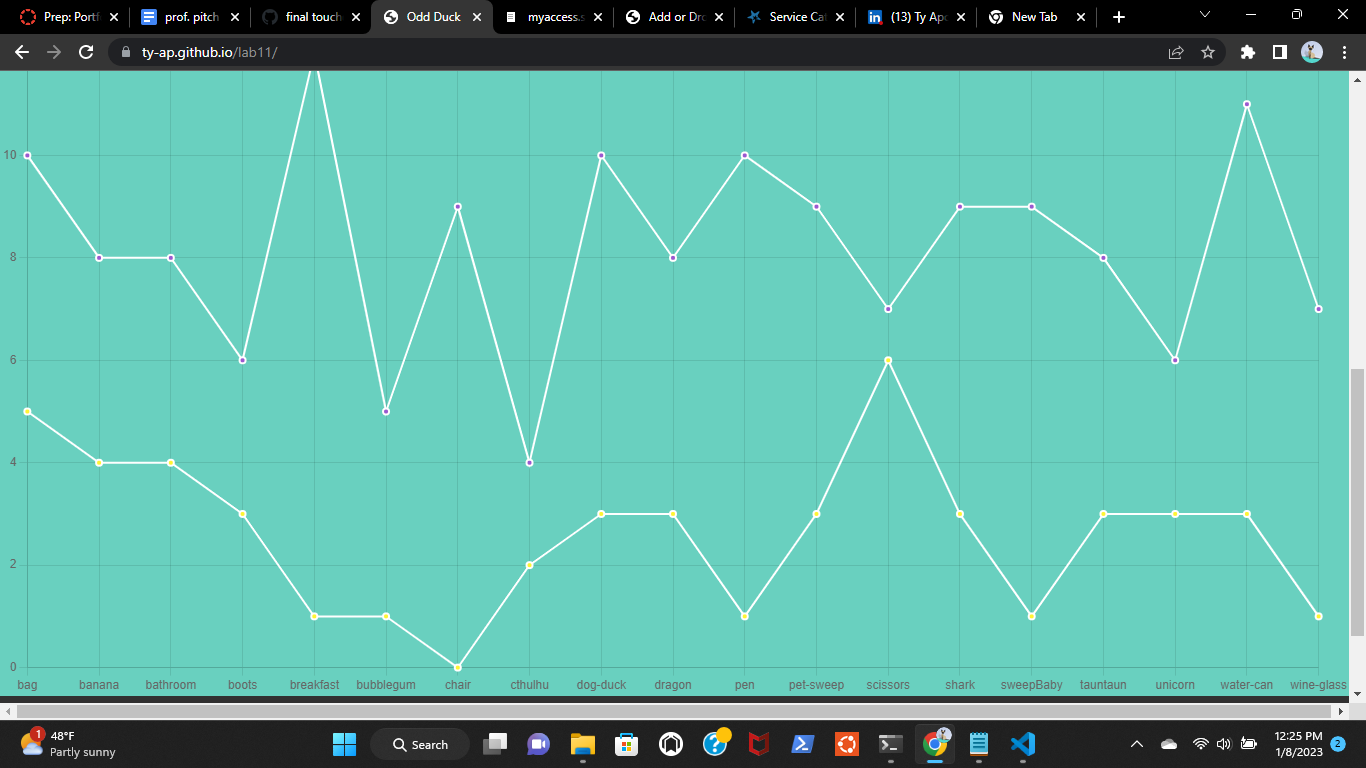 Prep: Portf
prof. pitch
final touch
Odd Duck
myaccess.s
Add or Dro
Service Cat
(13) Ty Apo
New Tab
ty-ap.github.io/lab11/
10
8
6
4
2
0
bag banana bathroom boots breakfast bubblegum chair cthulhu dog-duck dragon pen pet-sweep scissors shark sweepBaby tauntaun unicorn water-can wine-glass
1
48°F
Partly sunny
Search
12:25 PM
1/8/2023
2